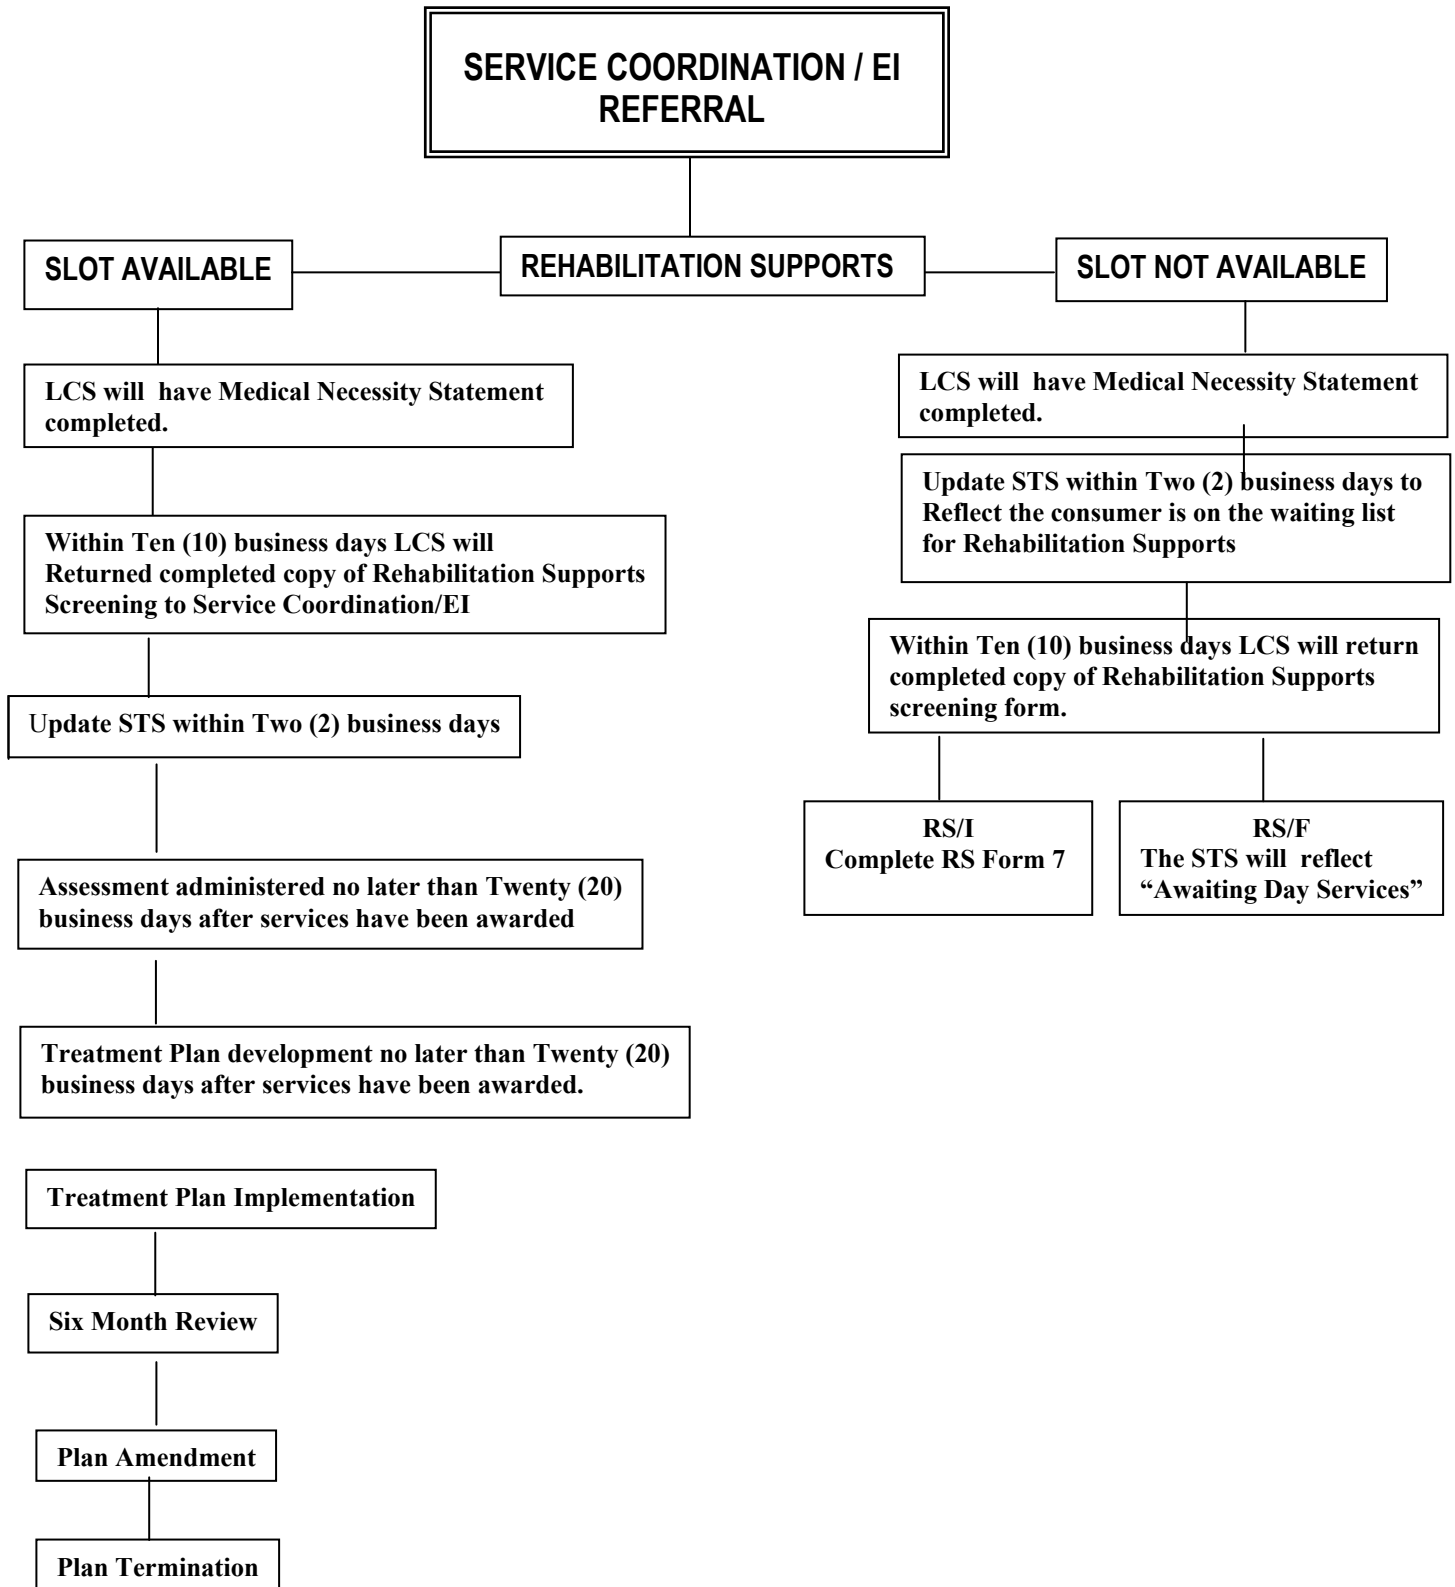 SERVICE COORDINATION / EI
REFERRAL
SLOT AVAILABLE
REHABILITATION SUPPORTS
SLOT NOT AVAILABLE
LCS will have Medical Necessity Statement
completed.
Within Ten (10) business days LCS will
Returned completed copy of Rehabilitation Supports
Screening to Service Coordination/EI
Update STS within Two (2) business days
Assessment administered no later than Twenty (20)
business days after services have been awarded
Treatment Plan development no later than Twenty (20)
business days after services have been awarded.
Treatment Plan Implementation
Six Month Review
Plan Amendment
Plan Termination
LCS will have Medical Necessity Statement
completed.
Update STS within Two (2) business days to
Reflect the consumer is on the waiting list
for Rehabilitation Supports
Within Ten (10) business days LCS will return
completed copy of Rehabilitation Supports
screening form.
RS/I
Complete RS Form 7
RS/F
The STS will reflect
“Awaiting Day Services”